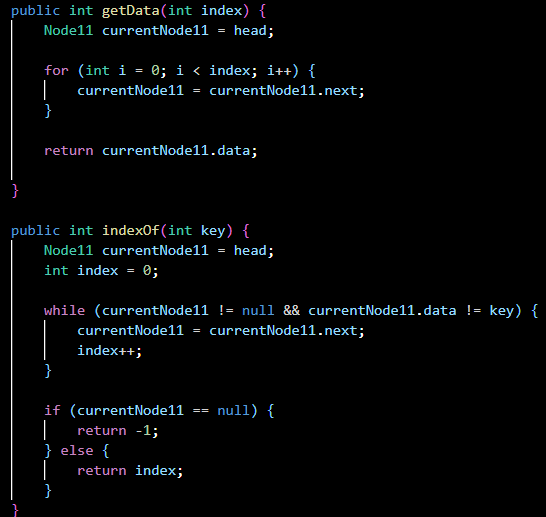 public int getData(int index) {
    Node11 currentNode11 = head;

    for (int i = 0; i < index; i++) {
        currentNode11 = currentNode11.next;
    }

    return currentNode11.data;

}

public int indexOf(int key) {
    Node11 currentNode11 = head;
    int index = 0;

    while (currentNode11 != null && currentNode11.data != key) {
        currentNode11 = currentNode11.next;
        index++;
    }

    if (currentNode11 == null) {
        return -1;
    } else {
        return index;
    }
}